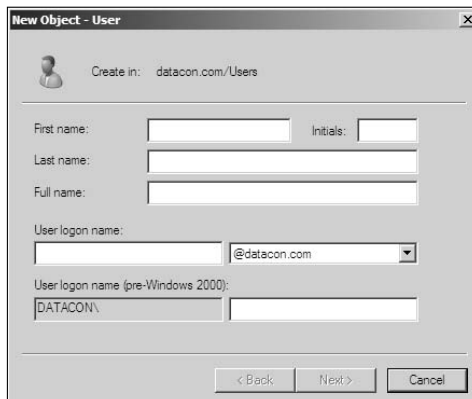 New Object - User
Create in: datacon.com/Users
First name: Initials:
Last name:
Full name:
User logon name:
@datacon.com
User logon name (pre-Windows 2000):
DATACON\
< Back Next > Cancel